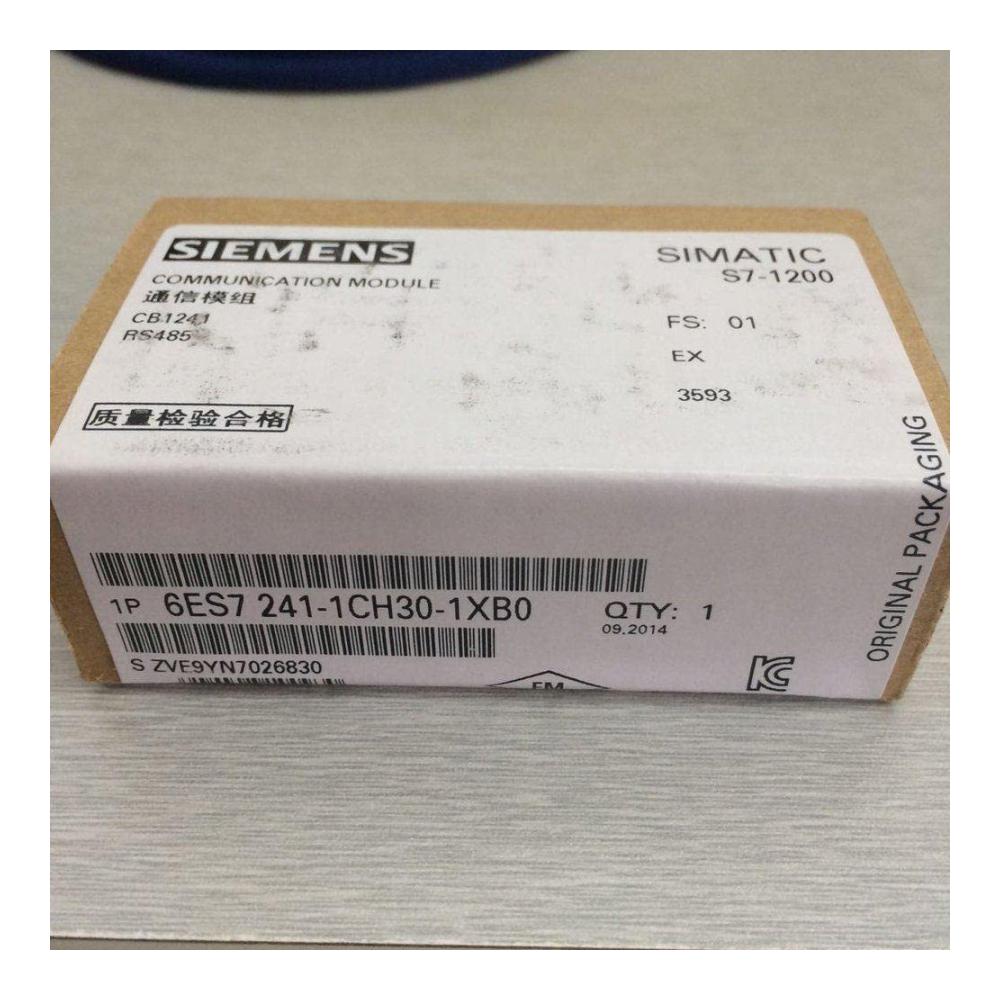 SIEMENS
COMMUNICATION MODULE
通信模组
CB1241
RS485
质量检验合格
SIMATIC
S7-1200
FS: 01
EX
3593
1P 6ES7 241-1CH30-1XB0
QTY: 1
09.2014
S ZVE9YN7026830
FM
ORIGINAL PACKAGING